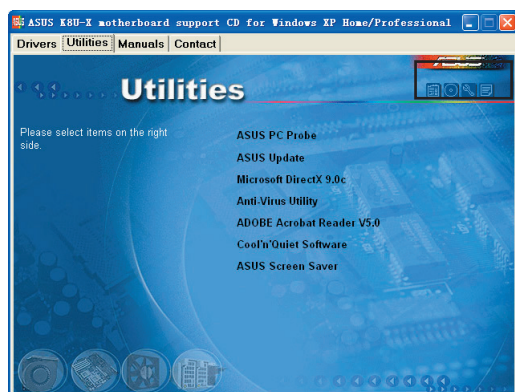 ASUS K8U-X motherboard support CD for Windows XP Home/Professional
Drivers Utilities Manuals Contact
Utilities
Please select items on the right
side.
ASUS PC Probe
ASUS Update
Microsoft DirectX 9.0c
Anti-Virus Utility
ADOBE Acrobat Reader V5.0
Cool'n'Quiet Software
ASUS Screen Saver